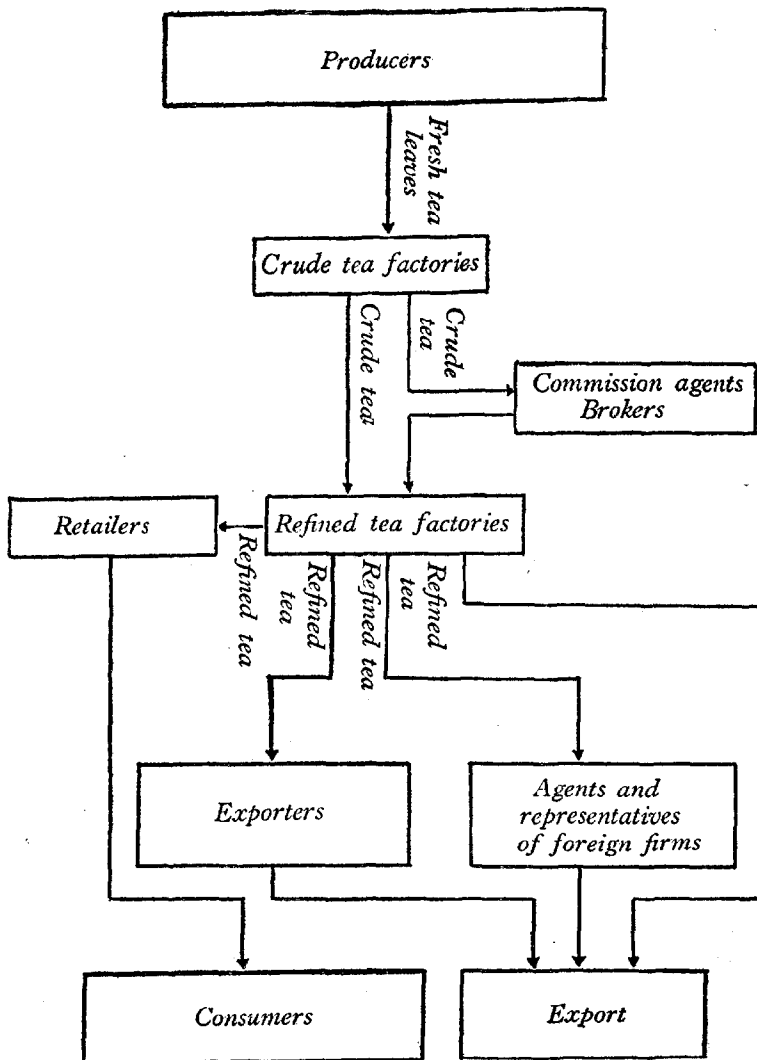 Producers
Fresh tea
leaves
Crude tea factories
Crude tea
Crude
tea
Commission agents
Brokers
Retailers
Refined tea factories
Refined tea
Refined
tea
Refined tea
Refined
tea
Exporters
Agents and
representatives
of foreign firms
Consumers
Export